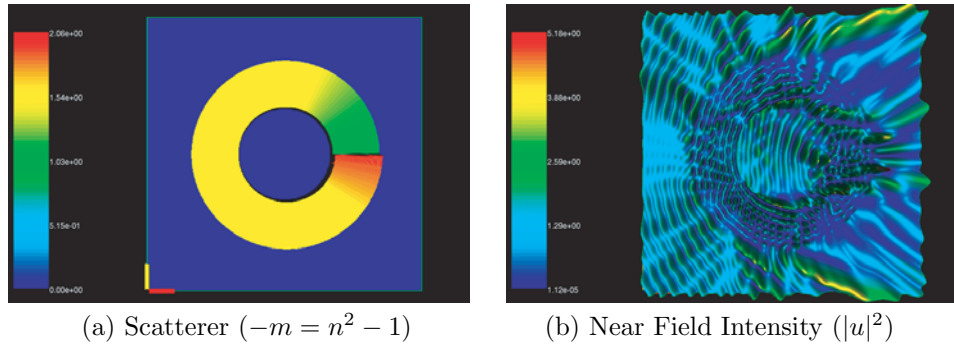 2.06e+00
1.54e+00
1.03e+00
5.15e-01
0.00e+00
5.18e+00
3.88e+00
2.59e+00
1.29e+00
1.12e-05
(a) Scatterer (−m = n² − 1)
(b) Near Field Intensity (|u|²)